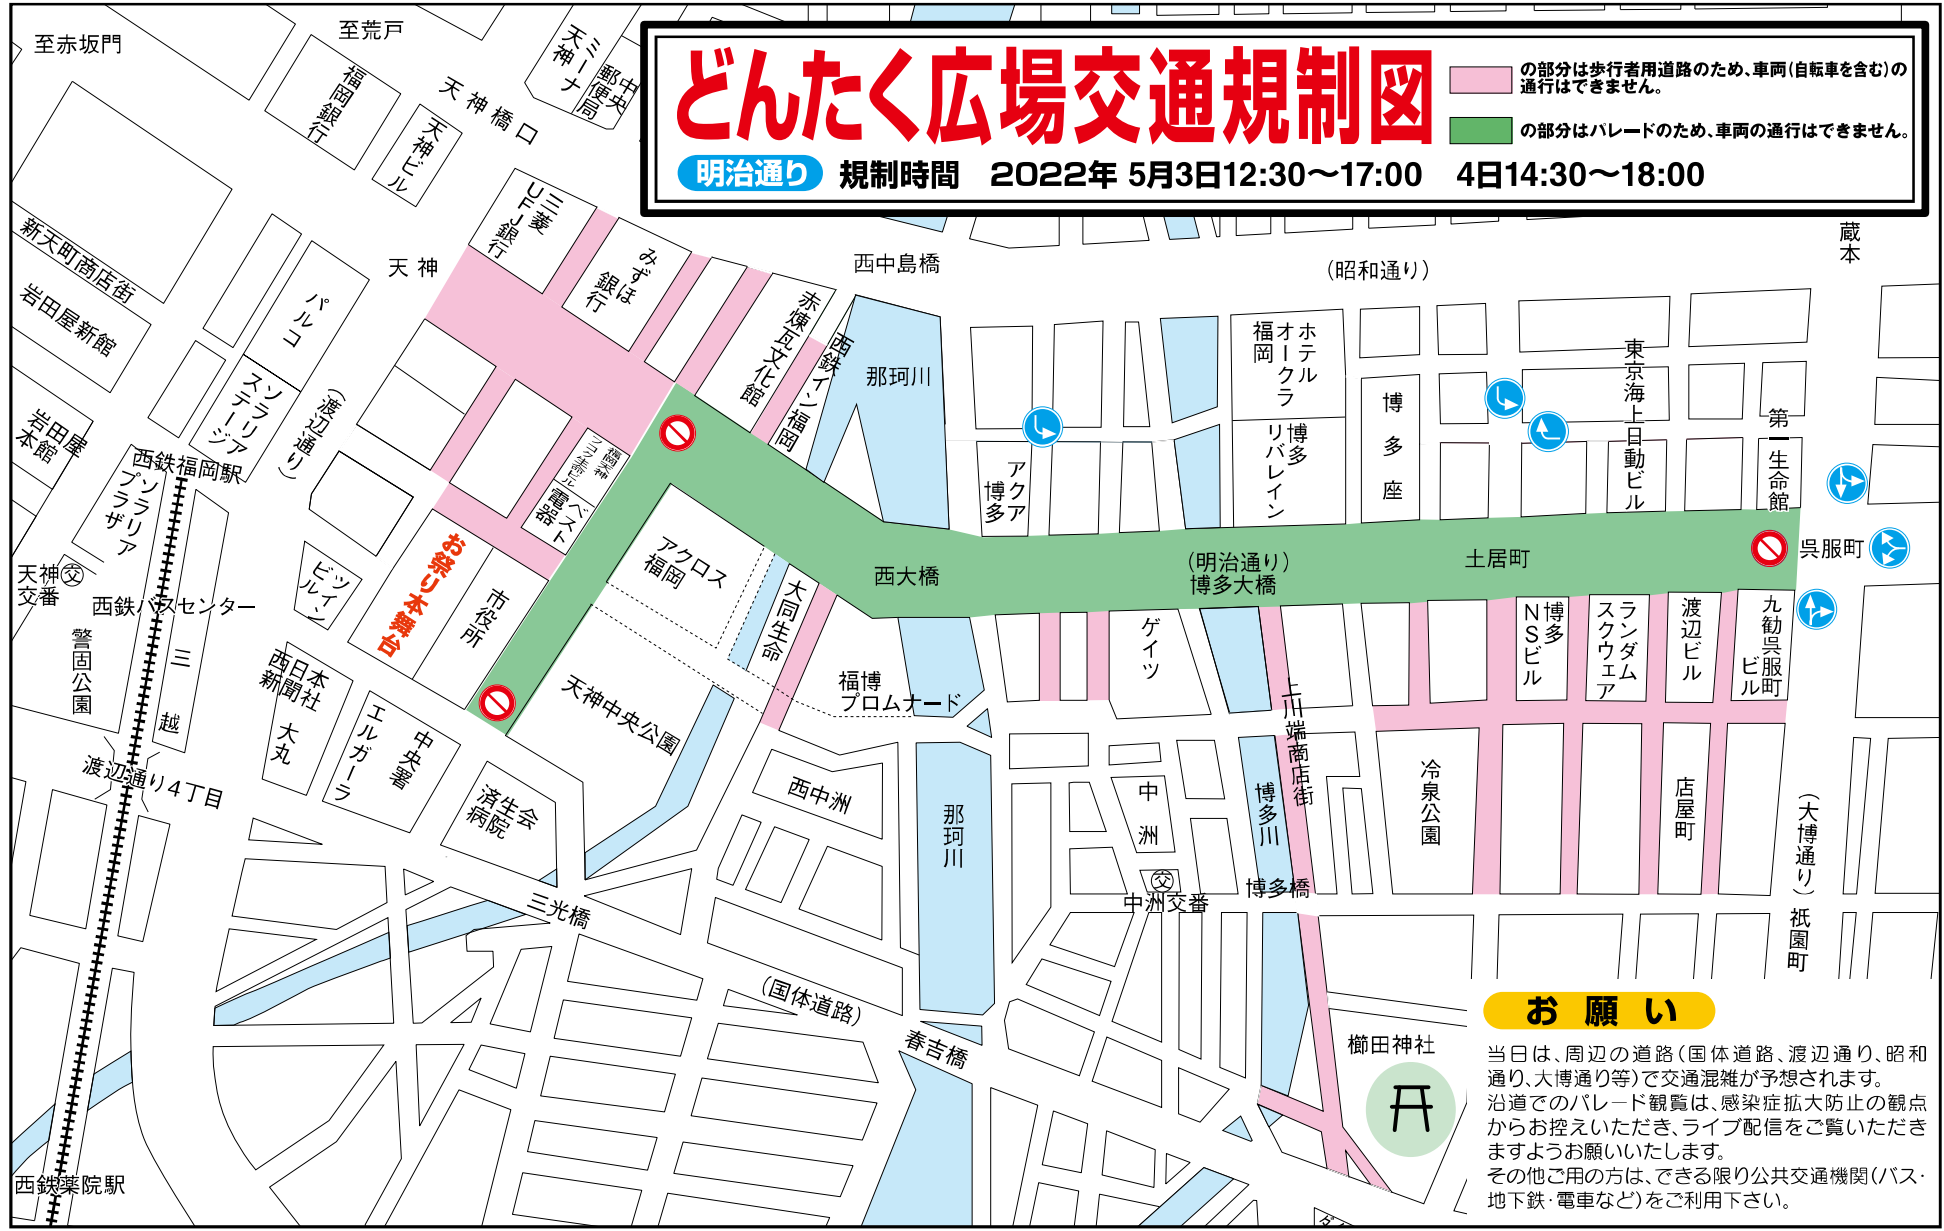 どんたく広場交通規制図
の部分は歩行者用道路のため、車両(自転車を含む)の
通行はできません。
の部分はパレードのため、車両の通行はできません。
明治通り 規制時間 2022年 5月3日12:30～17:00 4日14:30～18:00
至赤坂門
至荒戸
福岡銀行
天神橋口
天神ビル
ミーナ
天神
中央
郵便局
三菱
UFJ銀行
みずほ
銀行
天神
新天町商店街
岩田屋新館
パルコ
ソラリア
ステージ
岩田屋
本館
(渡辺通り)
西鉄福岡駅
ソラリア
プラザ
天神
交番
交
西鉄バスセンター
警固公園
三越
ツイン
ビル
お祭り本舞台
市役所
福岡天神
フコク生命ビル
ベスト
電器
赤煉瓦文化館
西鉄イン福岡
西中島橋
那珂川
(昭和通り)
蔵本
ホテル
オークラ
福岡
博多
リバレイン
博多座
東京海上日動ビル
第一生命館
アクア
博多
アクロス
福岡
大同生命
西大橋
(明治通り)
博多大橋
土居町
呉服町
天神中央公園
福博
プロムナード
ゲイツ
上川端商店街
博多
NSビル
ランダム
スクウェア
渡辺ビル
九勧呉服町
ビル
西日本
新聞社
大丸
エルガーラ
中央署
済生会
病院
渡辺通り4丁目
西中洲
那珂川
中洲
交
中洲交番
博多川
博多橋
冷泉公園
店屋町
(大博通り)
祇園町
三光橋
(国体道路)
春吉橋
櫛田神社
西鉄薬院駅
お願い
当日は、周辺の道路(国体道路、渡辺通り、昭和
通り、大博通り等)で交通混雑が予想されます。
沿道でのパレード観覧は、感染症拡大防止の観点
からお控えいただき、ライブ配信をご覧いただき
ますようお願いいたします。
その他ご用の方は、できる限り公共交通機関(バス・
地下鉄・電車など)をご利用下さい。